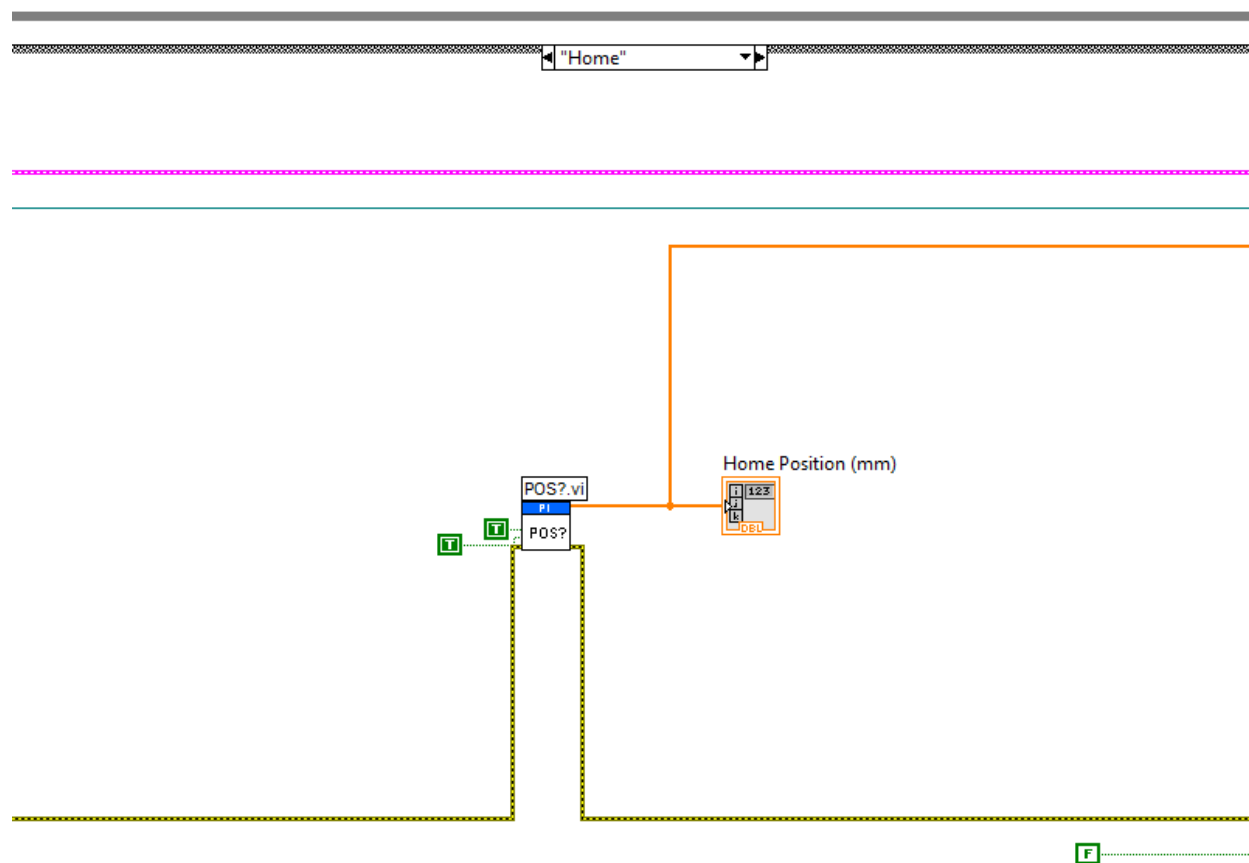 "Home"
Home Position (mm)
POS?.vi
PI
i 123
j
k
DBL
T
POS?
T
F